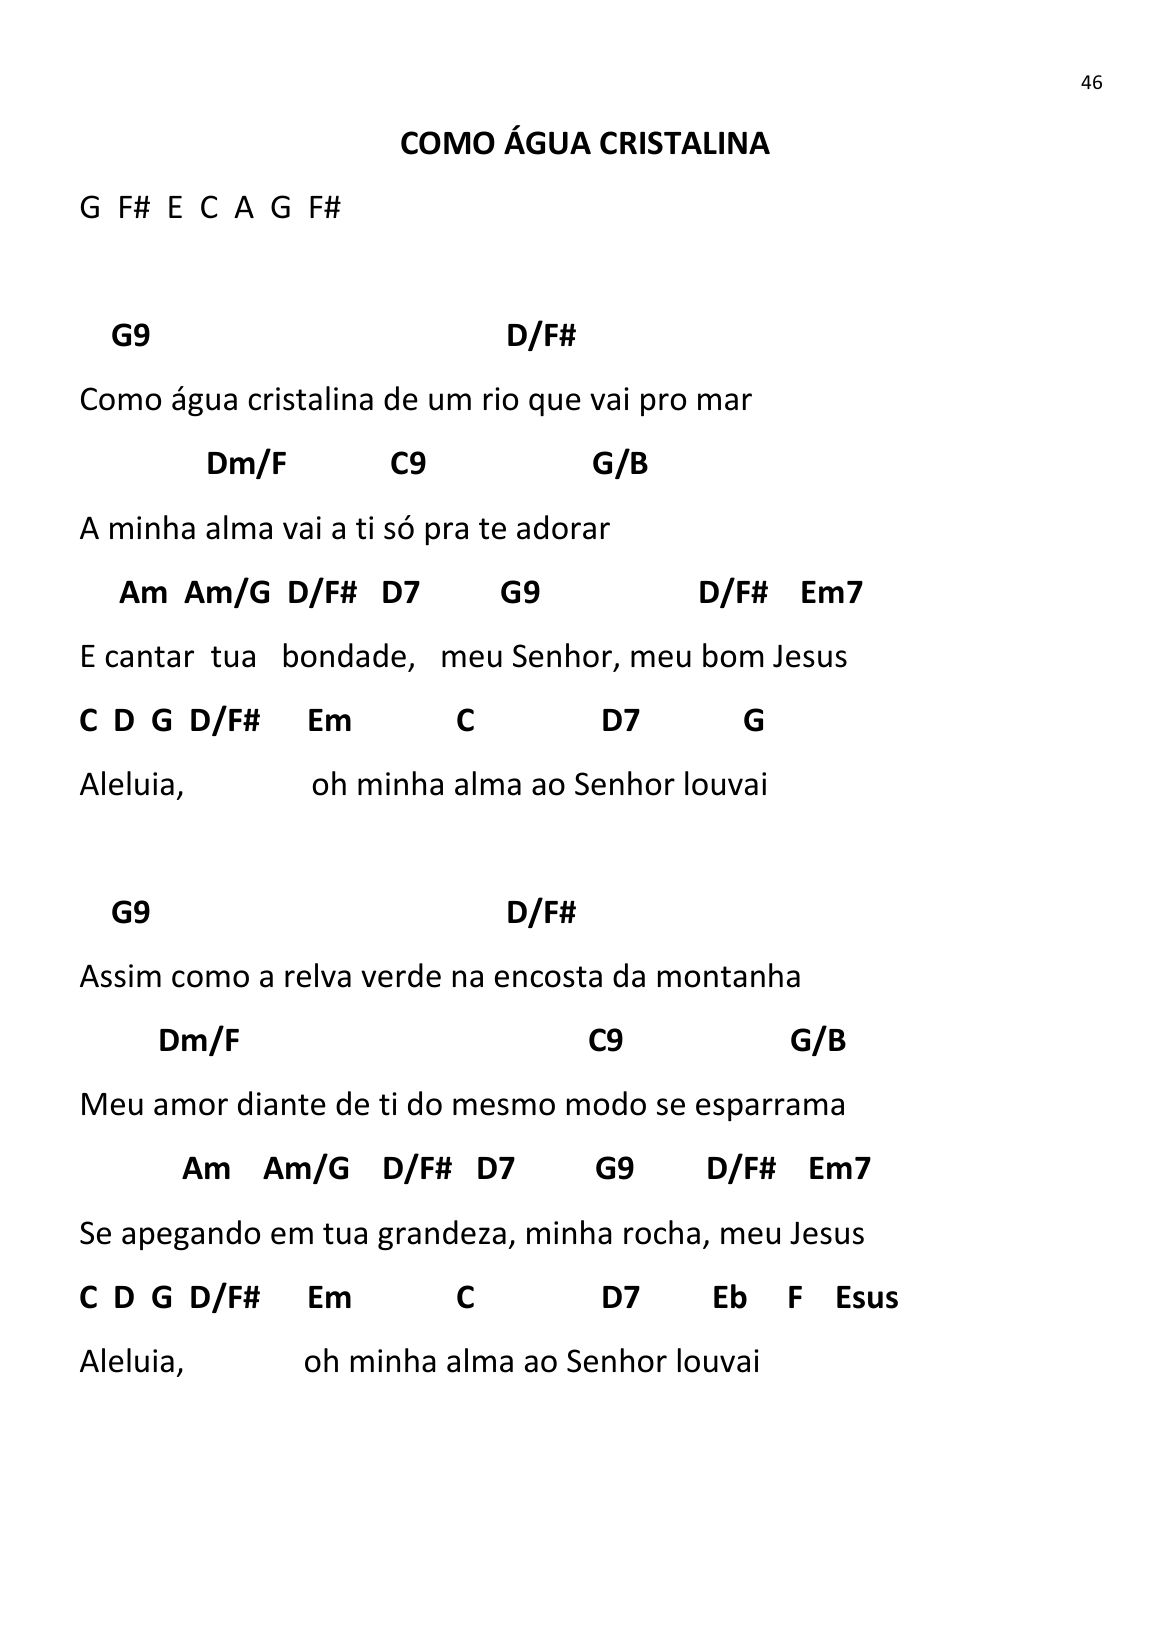 46
COMO ÁGUA CRISTALINA
G F# E C A G F#
G9 D/F#
Como água cristalina de um rio que vai pro mar
Dm/F C9 G/B
A minha alma vai a ti só pra te adorar
Am Am/G D/F# D7 G9 D/F# Em7
E cantar tua bondade, meu Senhor, meu bom Jesus
C D G D/F# Em C D7 G
Aleluia, oh minha alma ao Senhor louvai
G9 D/F#
Assim como a relva verde na encosta da montanha
Dm/F C9 G/B
Meu amor diante de ti do mesmo modo se esparrama
Am Am/G D/F# D7 G9 D/F# Em7
Se apegando em tua grandeza, minha rocha, meu Jesus
C D G D/F# Em C D7 Eb F Esus
Aleluia, oh minha alma ao Senhor louvai